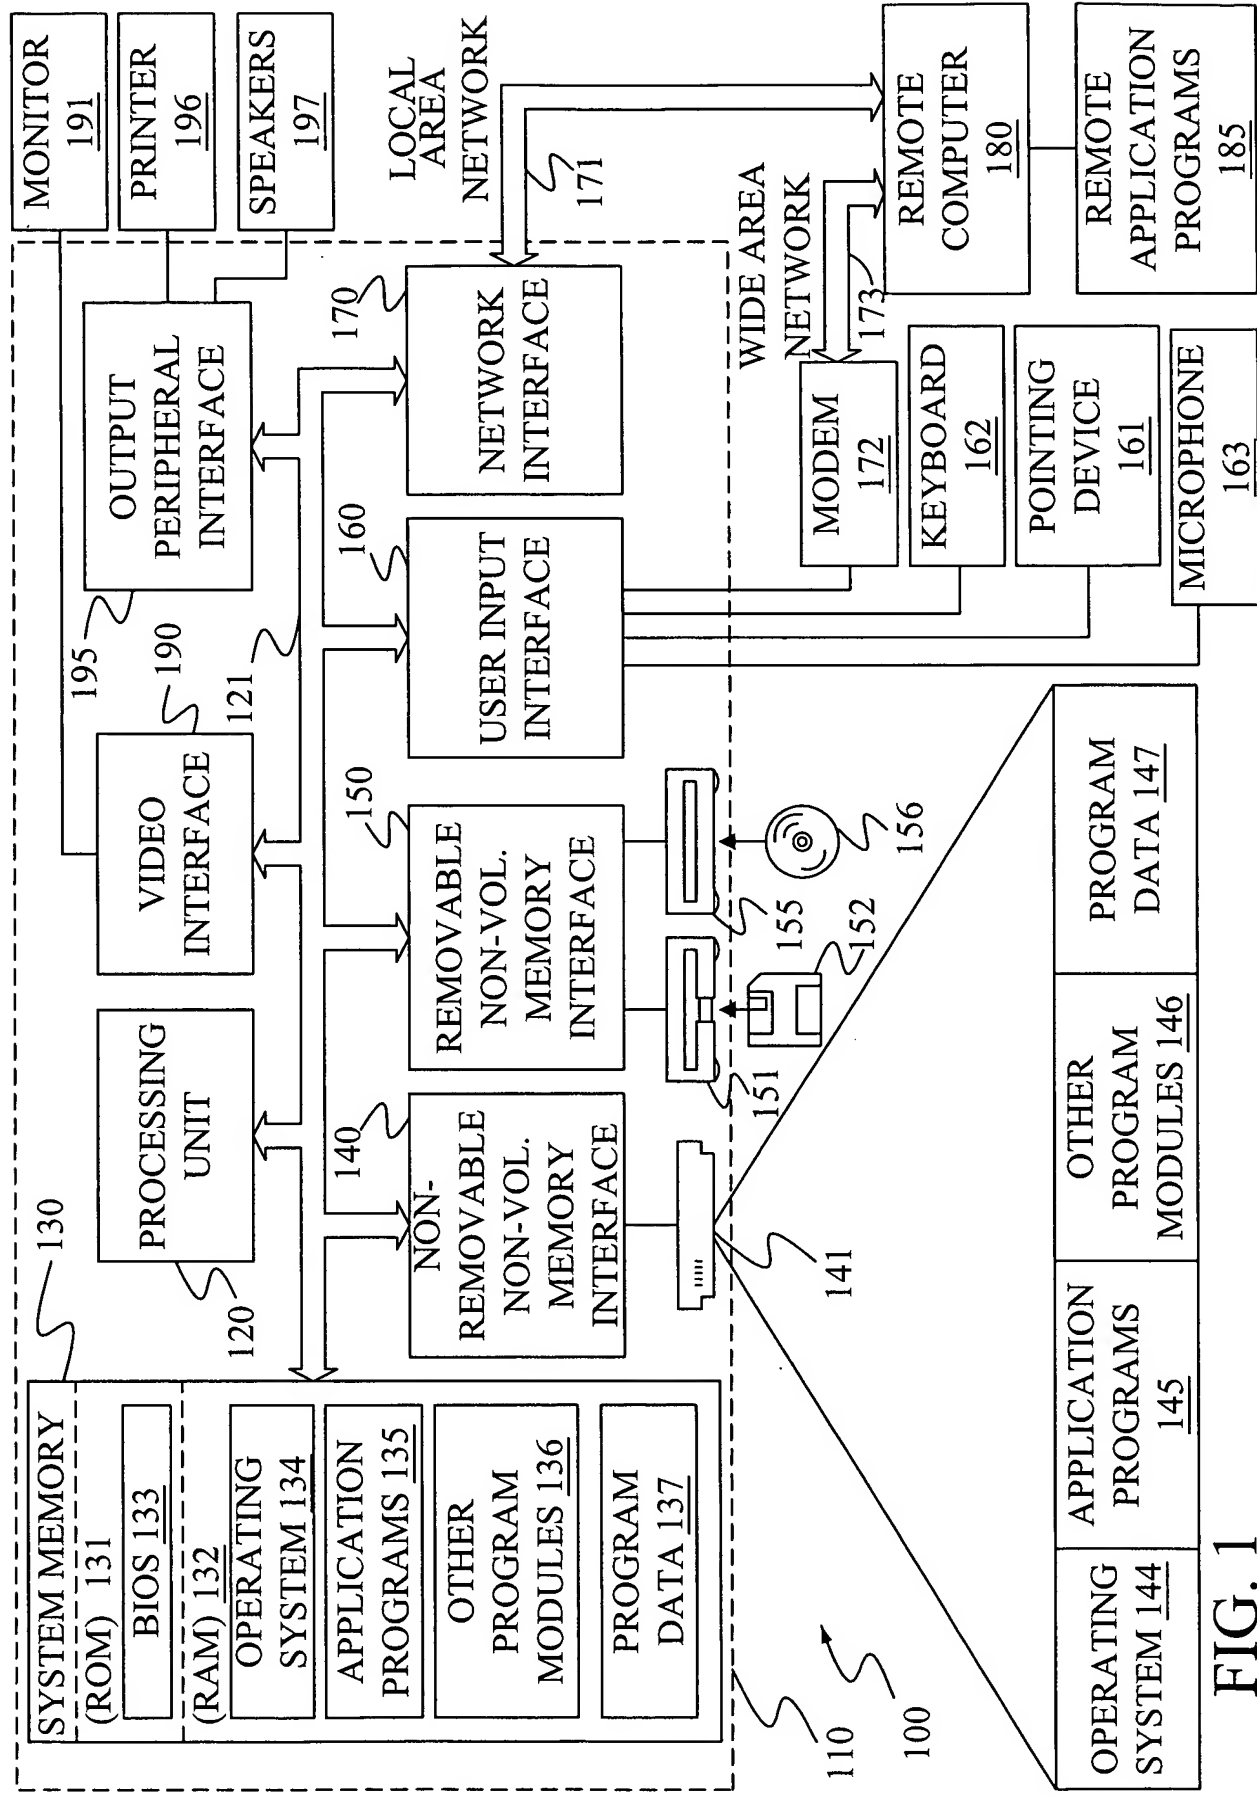 SYSTEM MEMORY
(ROM) 131
BIOS 133
(RAM) 132
OPERATING
SYSTEM 134
APPLICATION
PROGRAMS 135
OTHER
PROGRAM
MODULES 136
PROGRAM
DATA 137
130
120
PROCESSING
UNIT
VIDEO
INTERFACE
190
121
195
OUTPUT
PERIPHERAL
INTERFACE
MONITOR
191
PRINTER
196
SPEAKERS
197
140
NON-
REMOVABLE
NON-VOL.
MEMORY
INTERFACE
150
REMOVABLE
NON-VOL.
MEMORY
INTERFACE
160
USER INPUT
INTERFACE
170
NETWORK
INTERFACE
LOCAL
AREA
NETWORK
171
WIDE AREA
NETWORK
173
141
151
152
155
156
MODEM
172
KEYBOARD
162
POINTING
DEVICE
161
MICROPHONE
163
REMOTE
COMPUTER
180
REMOTE
APPLICATION
PROGRAMS
185
110
100
OPERATING
SYSTEM 144
APPLICATION
PROGRAMS
145
OTHER
PROGRAM
MODULES 146
PROGRAM
DATA 147
FIG. 1